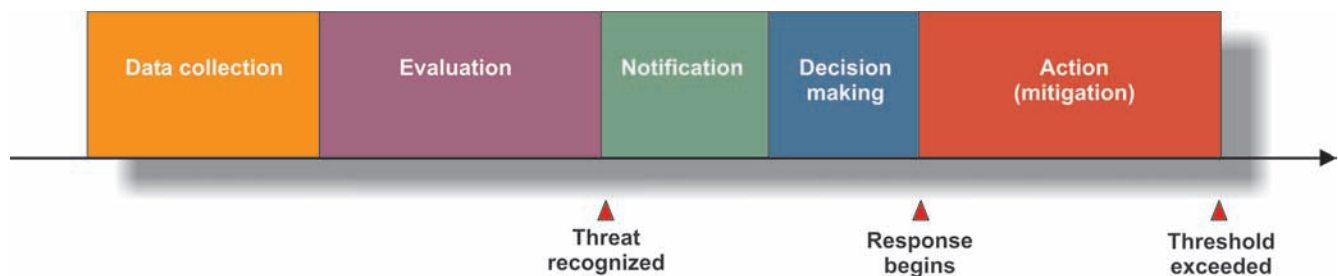 Data collection
Evaluation
Notification
Decision
making
Action
(mitigation)
Threat
recognized
Response
begins
Threshold
exceeded